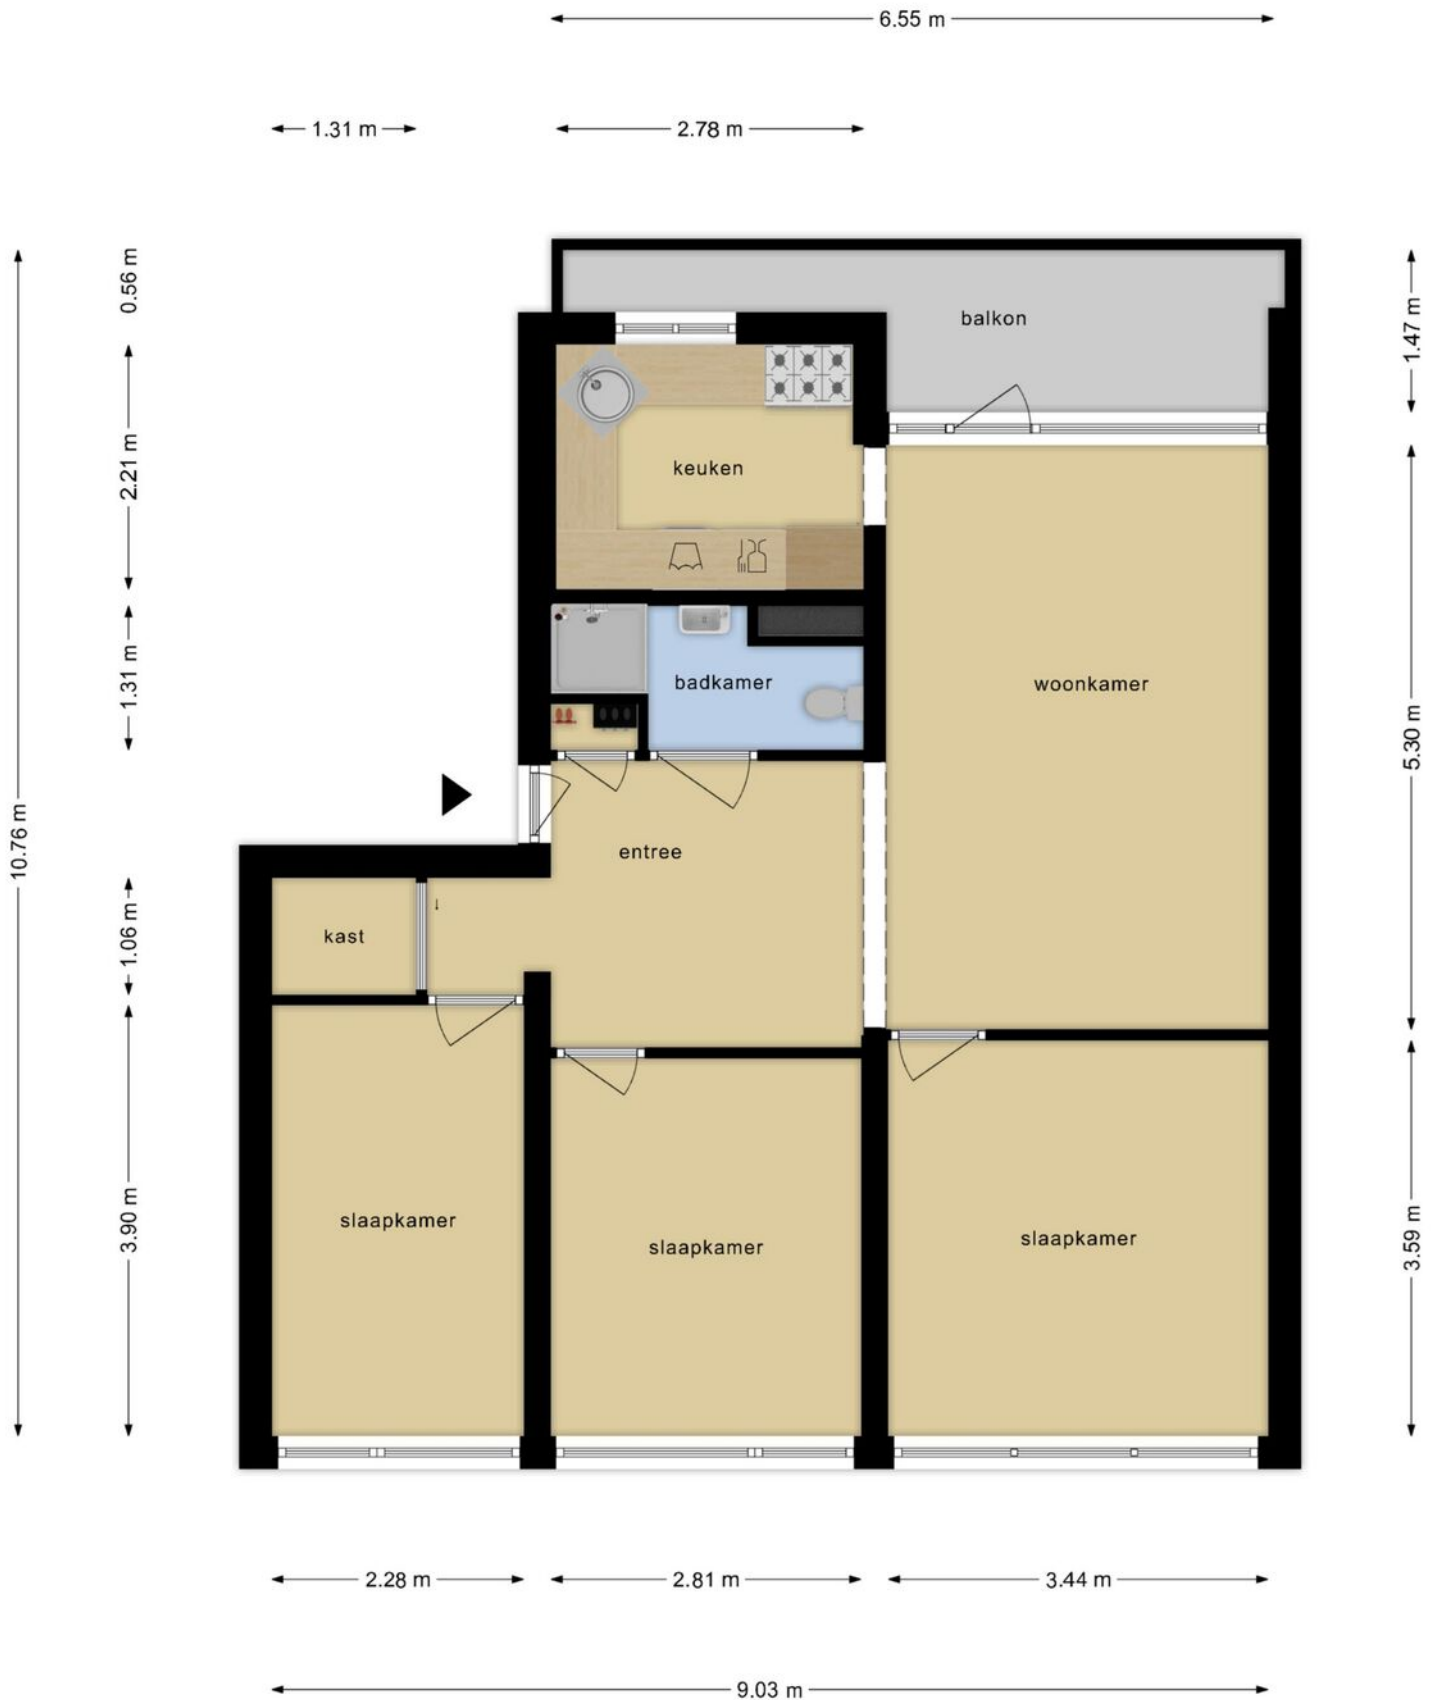 6.55 m
1.31 m
2.78 m
0.56 m
1.47 m
balkon
2.21 m
keuken
10.76 m
1.31 m
badkamer
woonkamer
5.30 m
entree
1.06 m
kast
↓
3.90 m
slaapkamer
slaapkamer
slaapkamer
3.59 m
2.28 m
2.81 m
3.44 m
9.03 m